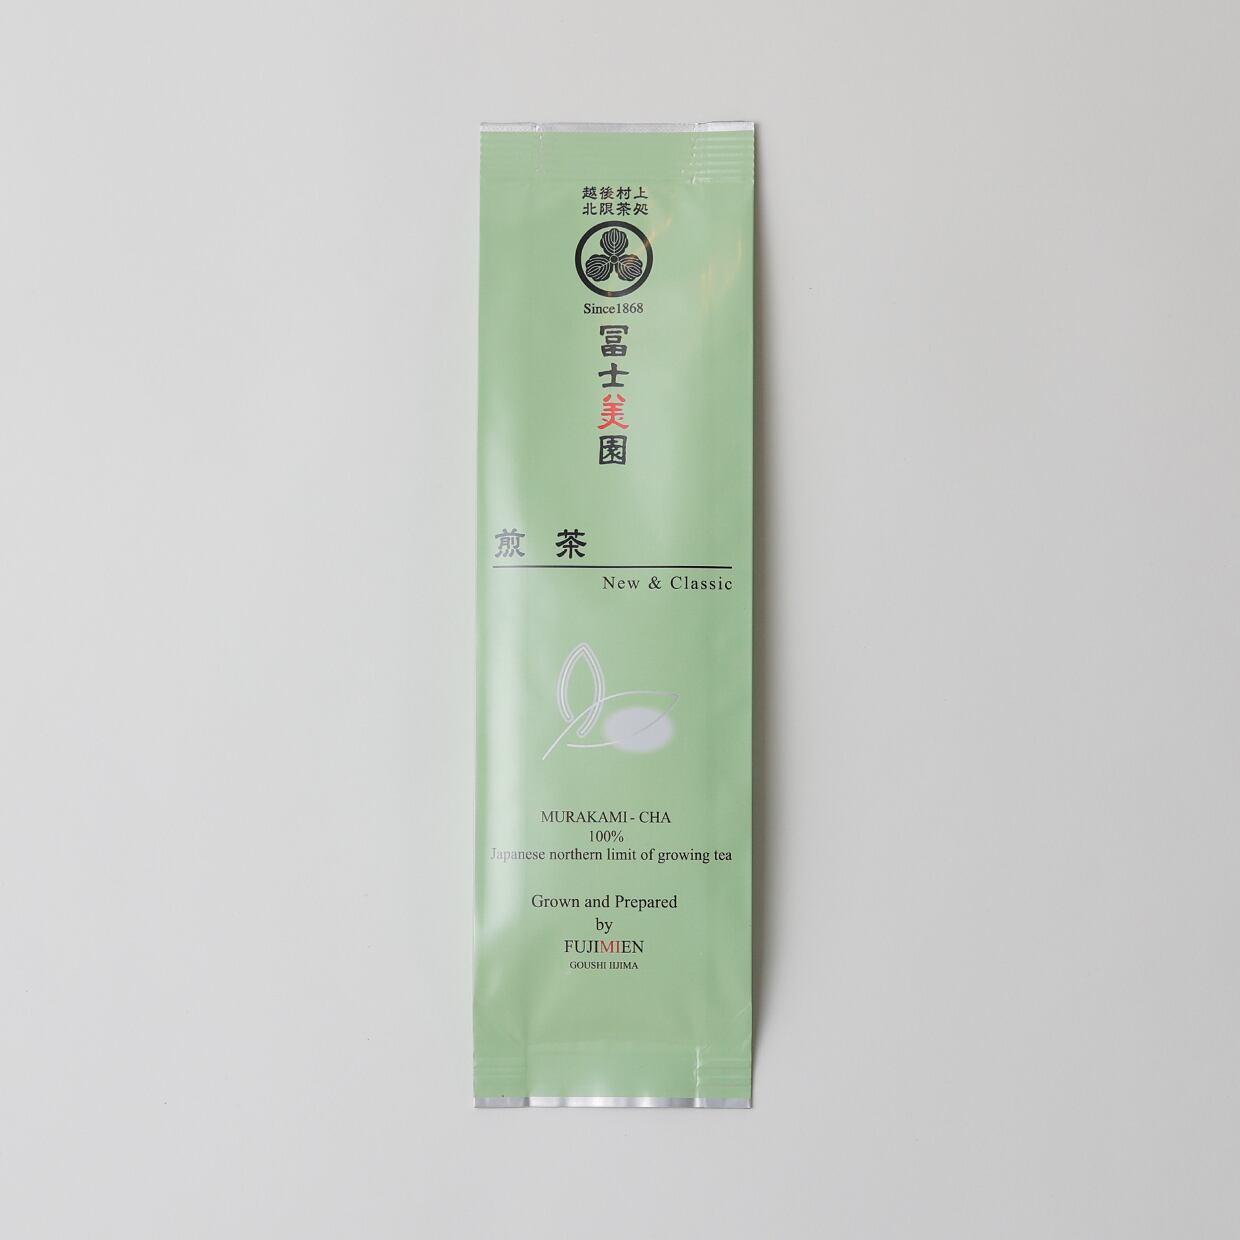 越後村上
北限茶処
Since1868
冨士美園
煎茶
New & Classic
MURAKAMI - CHA
100%
Japanese northern limit of growing tea
Grown and Prepared
by
FUJIMIEN
GOUSHI IIJIMA